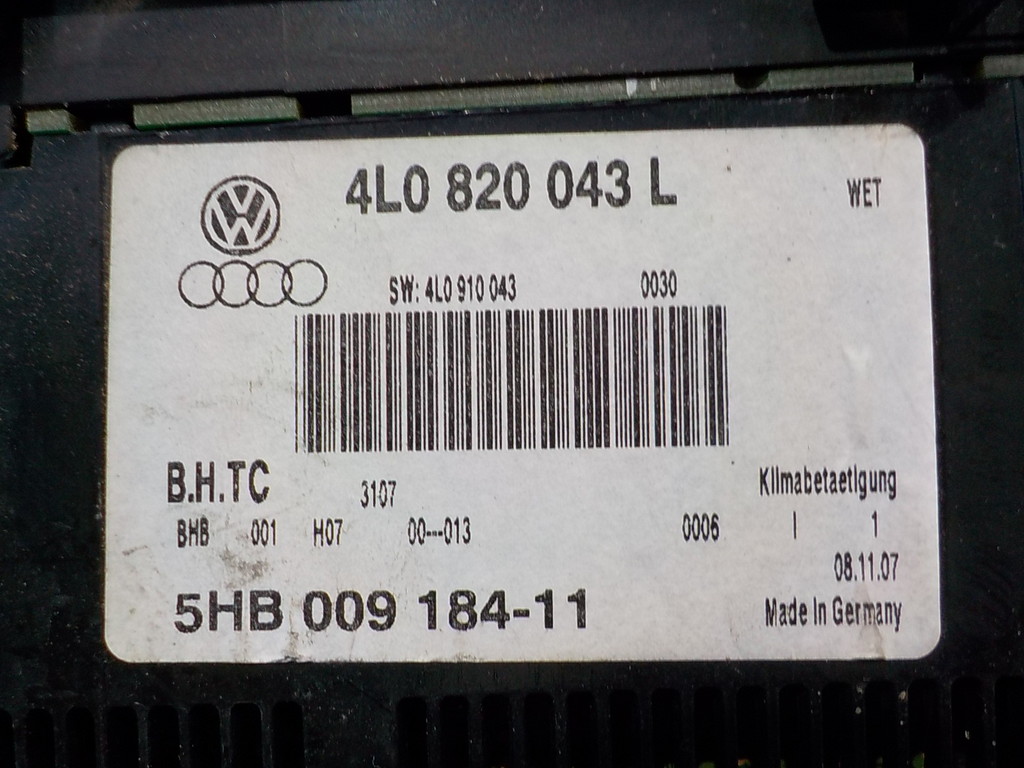 4L0 820 043 L
WET
SW: 4L0 910 043 0030
B.H.TC
3107
Klimabetaetigung
BHB 001 H07 00---013 0006 I 1
08.11.07
5HB 009 184-11
Made In Germany